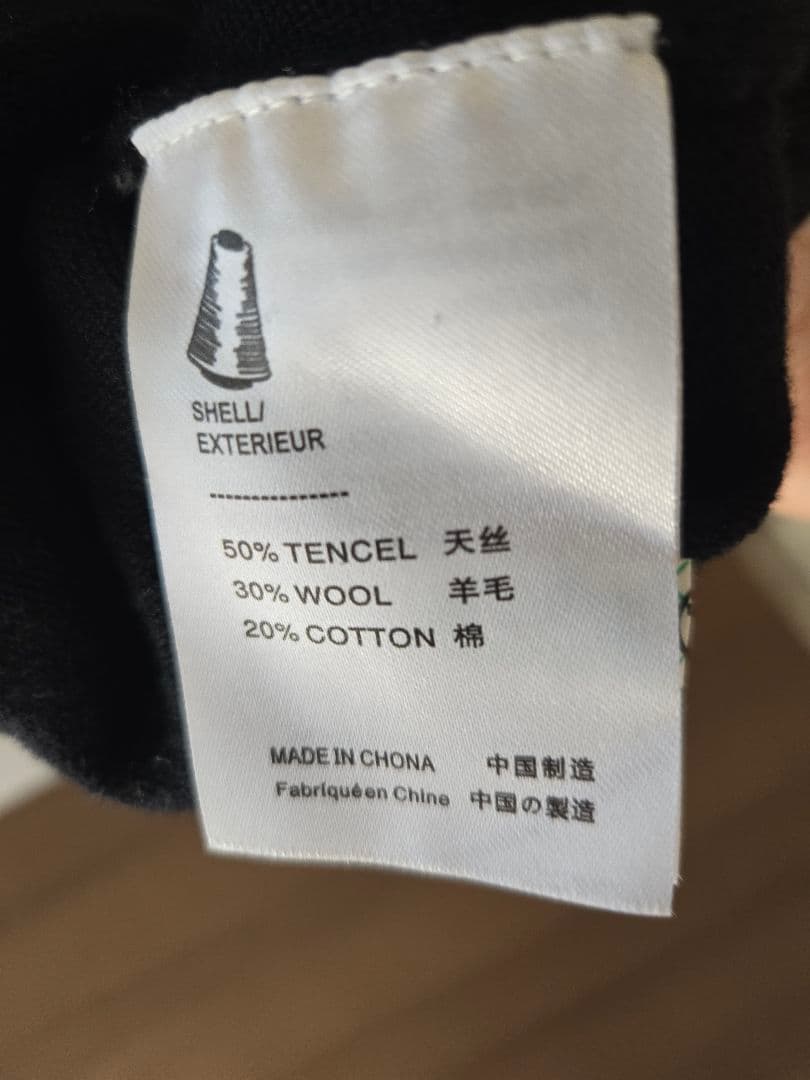 SHELL/
EXTERIEUR
----------------
50% TENCEL 天丝
30% WOOL 羊毛
20% COTTON 棉
MADE IN CHONA 中国制造
Fabriquéen Chine 中国の製造